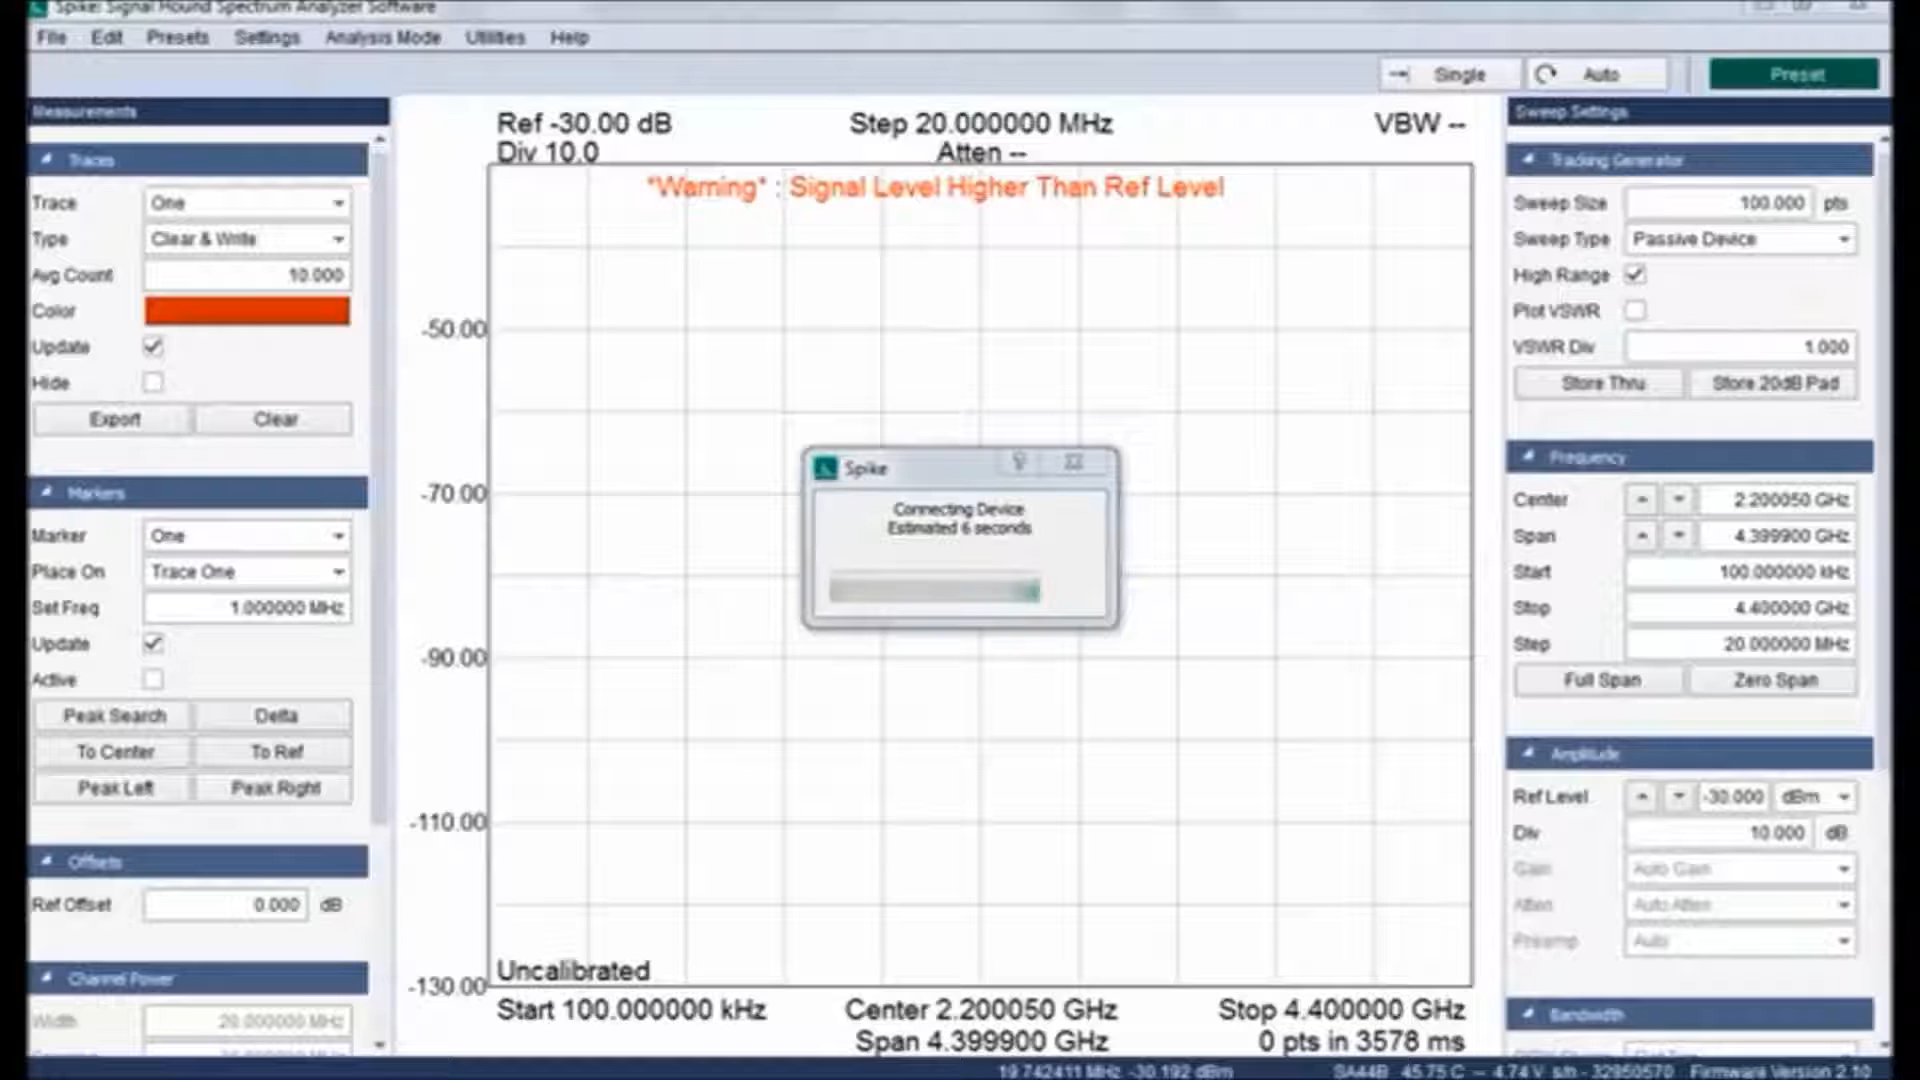 Spike: Signal Hound Spectrum Analyzer Software
File Edit Presets Settings Analysis Mode Utilities Help
Single Auto Preset
Measurements
Traces
Trace One
Type Clear & Write
Avg Count 10.000
Color
Update
Hide
Export Clear
Markers
Marker One
Place On Trace One
Set Freq 1.000000 MHz
Update
Active
Peak Search Delta
To Center To Ref
Peak Left Peak Right
Offsets
Ref Offset 0.000 dB
Channel Power
Width 20.000000 MHz
Ref -30.00 dB Step 20.000000 MHz VBW --
Div 10.0 Atten --
*Warning* : Signal Level Higher Than Ref Level
-50.00
-70.00
-90.00
-110.00
-130.00
Spike
Connecting Device
Estimated 6 seconds
Uncalibrated
Start 100.000000 kHz Center 2.200050 GHz Stop 4.400000 GHz
Span 4.399900 GHz 0 pts in 3578 ms
Sweep Settings
Tracking Generator
Sweep Size 100.000 pts
Sweep Type Passive Device
High Range
Plot VSWR
VSWR Div 1.000
Store Thru Store 20dB Pad
Frequency
Center 2.200050 GHz
Span 4.399900 GHz
Start 100.000000 kHz
Stop 4.400000 GHz
Step 20.000000 MHz
Full Span Zero Span
Amplitude
Ref Level -30.000 dBm
Div 10.000 dB
Gain Auto Gain
Atten Auto Atten
Preamp Auto
Bandwidth
19.742411 MHz -30.192 dBm SA44B 45.75 C -- 4.74 V s/n - 32950570 Firmware Version 2.10